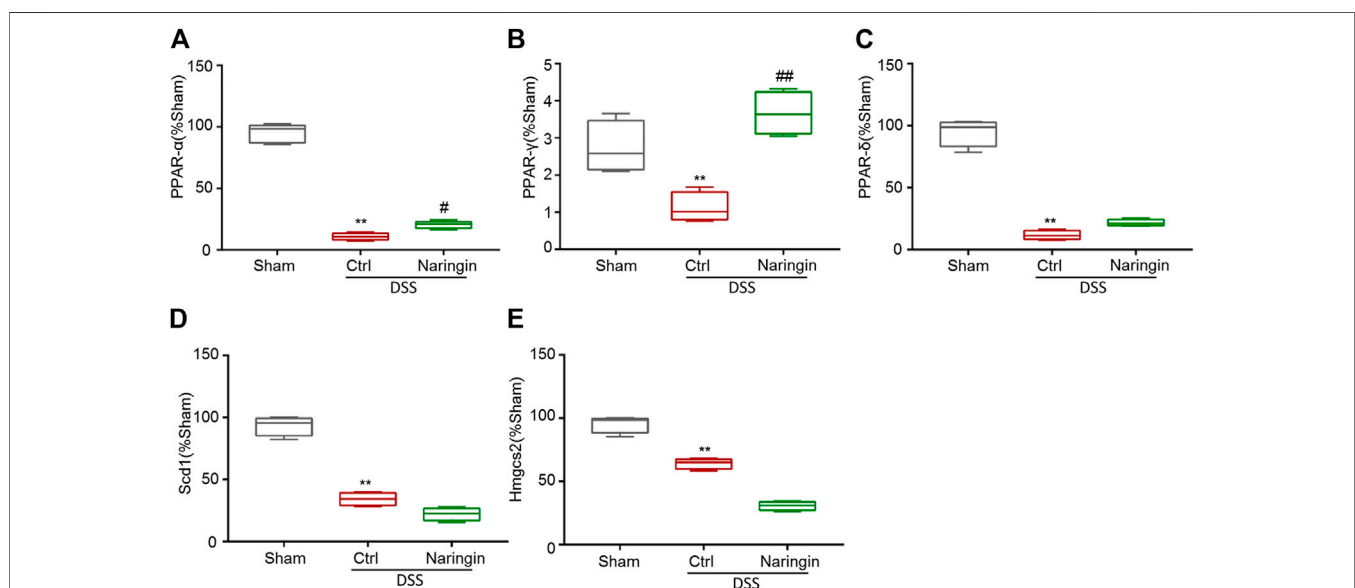 A
PPAR-α(%Sham)
150
100
50
0
**
#
Sham
Ctrl
Naringin
DSS
B
PPAR-γ(%Sham)
5
4
3
2
1
0
**
##
Sham
Ctrl
Naringin
DSS
C
PPAR-δ(%Sham)
150
100
50
0
**
Sham
Ctrl
Naringin
DSS
D
Scd1(%Sham)
150
100
50
0
**
Sham
Ctrl
Naringin
DSS
E
Hmgcs2(%Sham)
150
100
50
0
**
Sham
Ctrl
Naringin
DSS